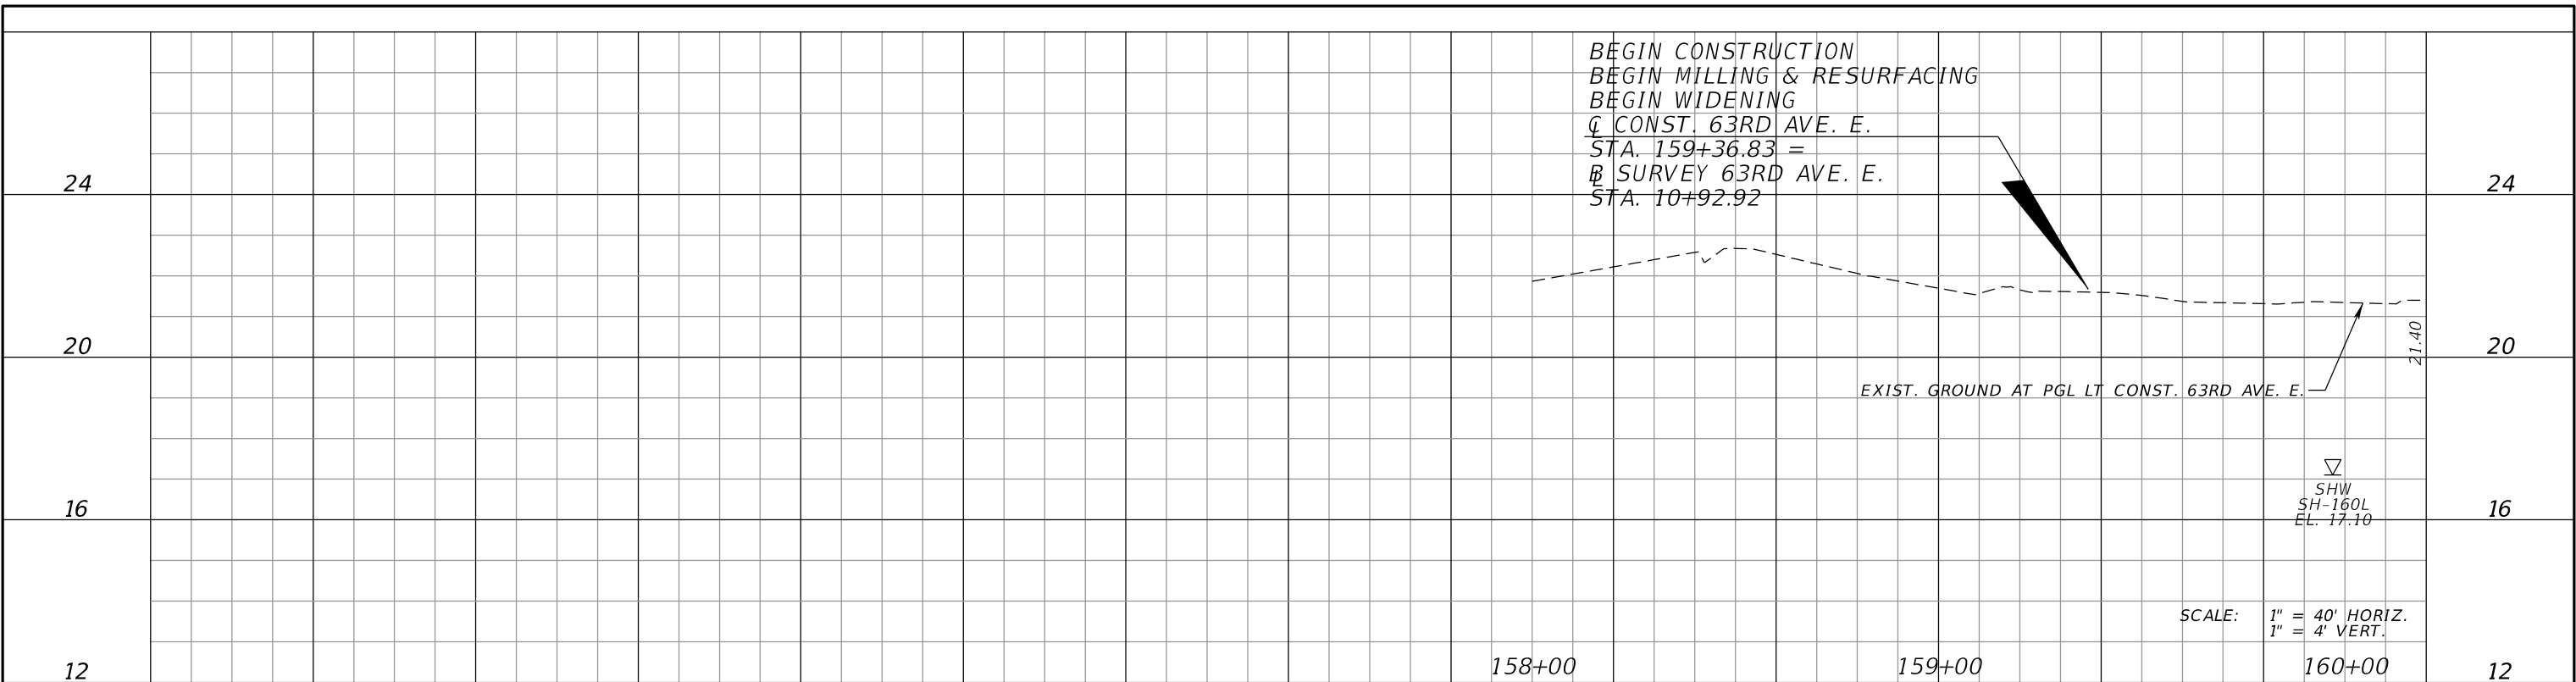 BEGIN CONSTRUCTION
BEGIN MILLING & RESURFACING
BEGIN WIDENING
℄ CONST. 63RD AVE. E.
STA. 159+36.83 =
BL SURVEY 63RD AVE. E.
STA. 10+92.92
24 24
20 20
21.40
EXIST. GROUND AT PGL LT CONST. 63RD AVE. E.
SHW
SH-160L
EL. 17.10
16 16
SCALE: 1" = 40' HORIZ.
1" = 4' VERT.
12 158+00 159+00 160+00 12